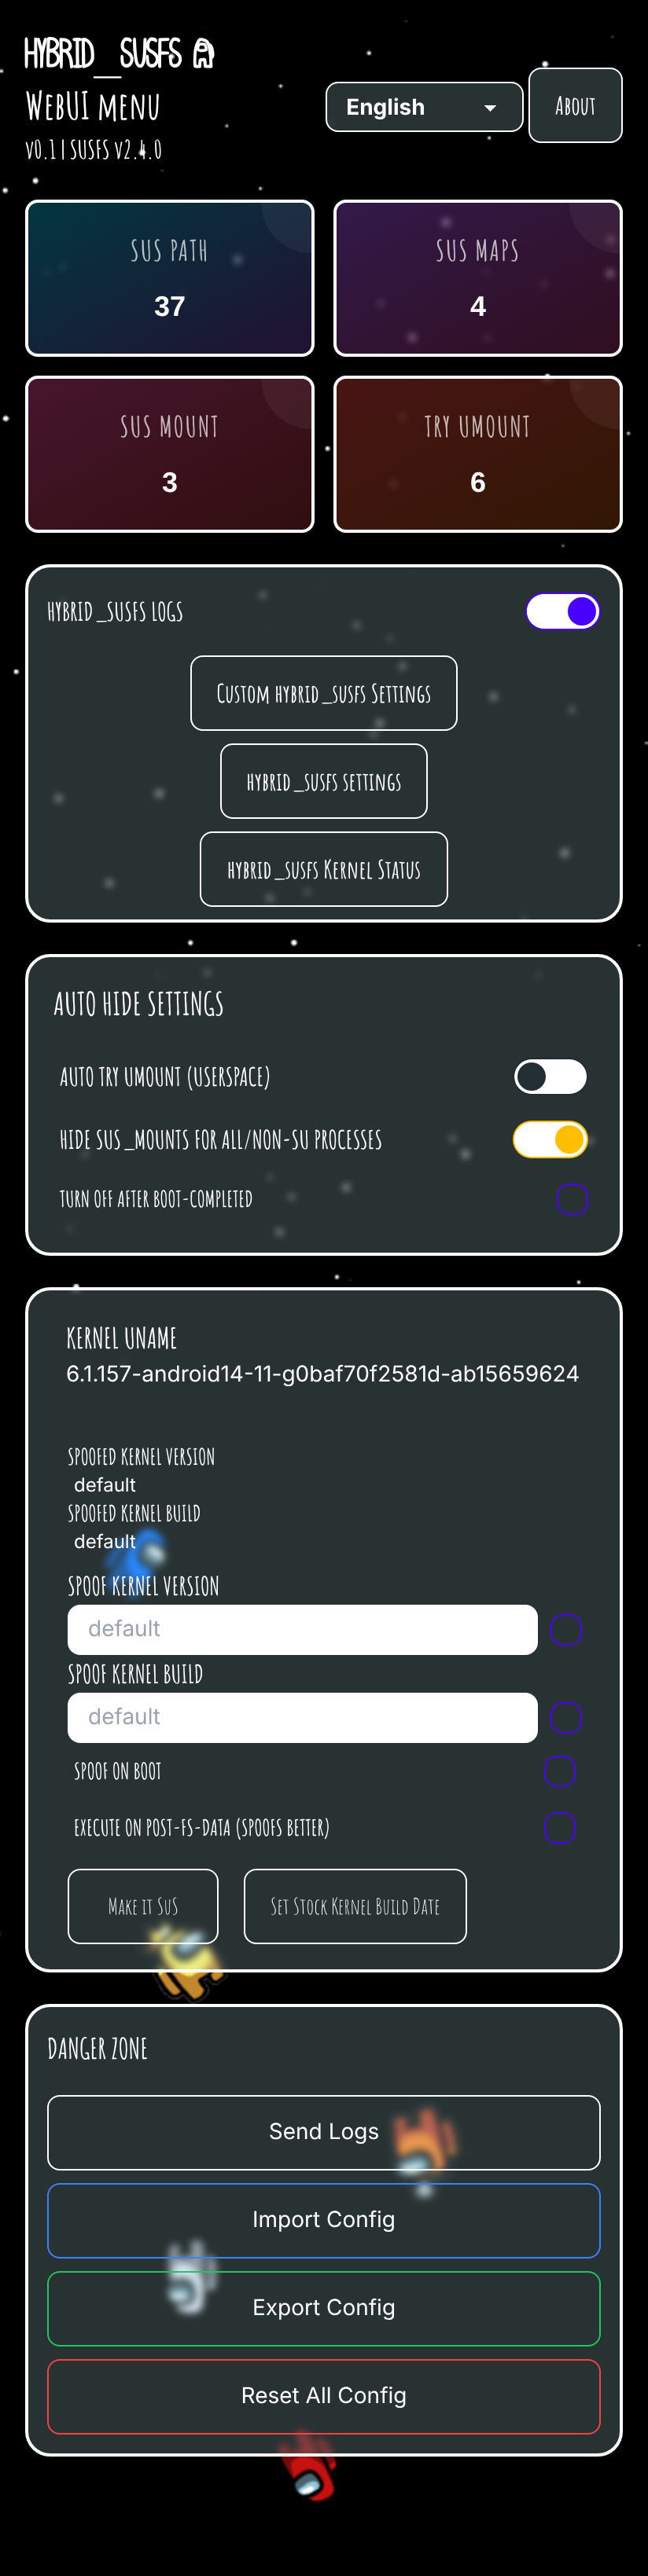 HYBRID_SUSFS
WebUI menu
v0.1 | SUSFS v2.1.0
English
About
SUS PATH
37
SUS MAPS
4
SUS MOUNT
3
TRY UMOUNT
6
HYBRID_SUSFS LOGS
Custom hybrid_susfs Settings
hybrid_susfs settings
hybrid_susfs Kernel Status
AUTO HIDE SETTINGS
AUTO TRY UMOUNT (USERSPACE)
HIDE SUS_MOUNTS FOR ALL/NON-SU PROCESSES
TURN OFF AFTER BOOT-COMPLETED
KERNEL UNAME
6.1.157-android14-11-g0baf70f2581d-ab15659624
SPOOFED KERNEL VERSION
default
SPOOFED KERNEL BUILD
default
SPOOF KERNEL VERSION
default
SPOOF KERNEL BUILD
default
SPOOF ON BOOT
EXECUTE ON POST-FS-DATA (SPOOFS BETTER)
Make it SuS
Set Stock Kernel Build Date
DANGER ZONE
Send Logs
Import Config
Export Config
Reset All Config